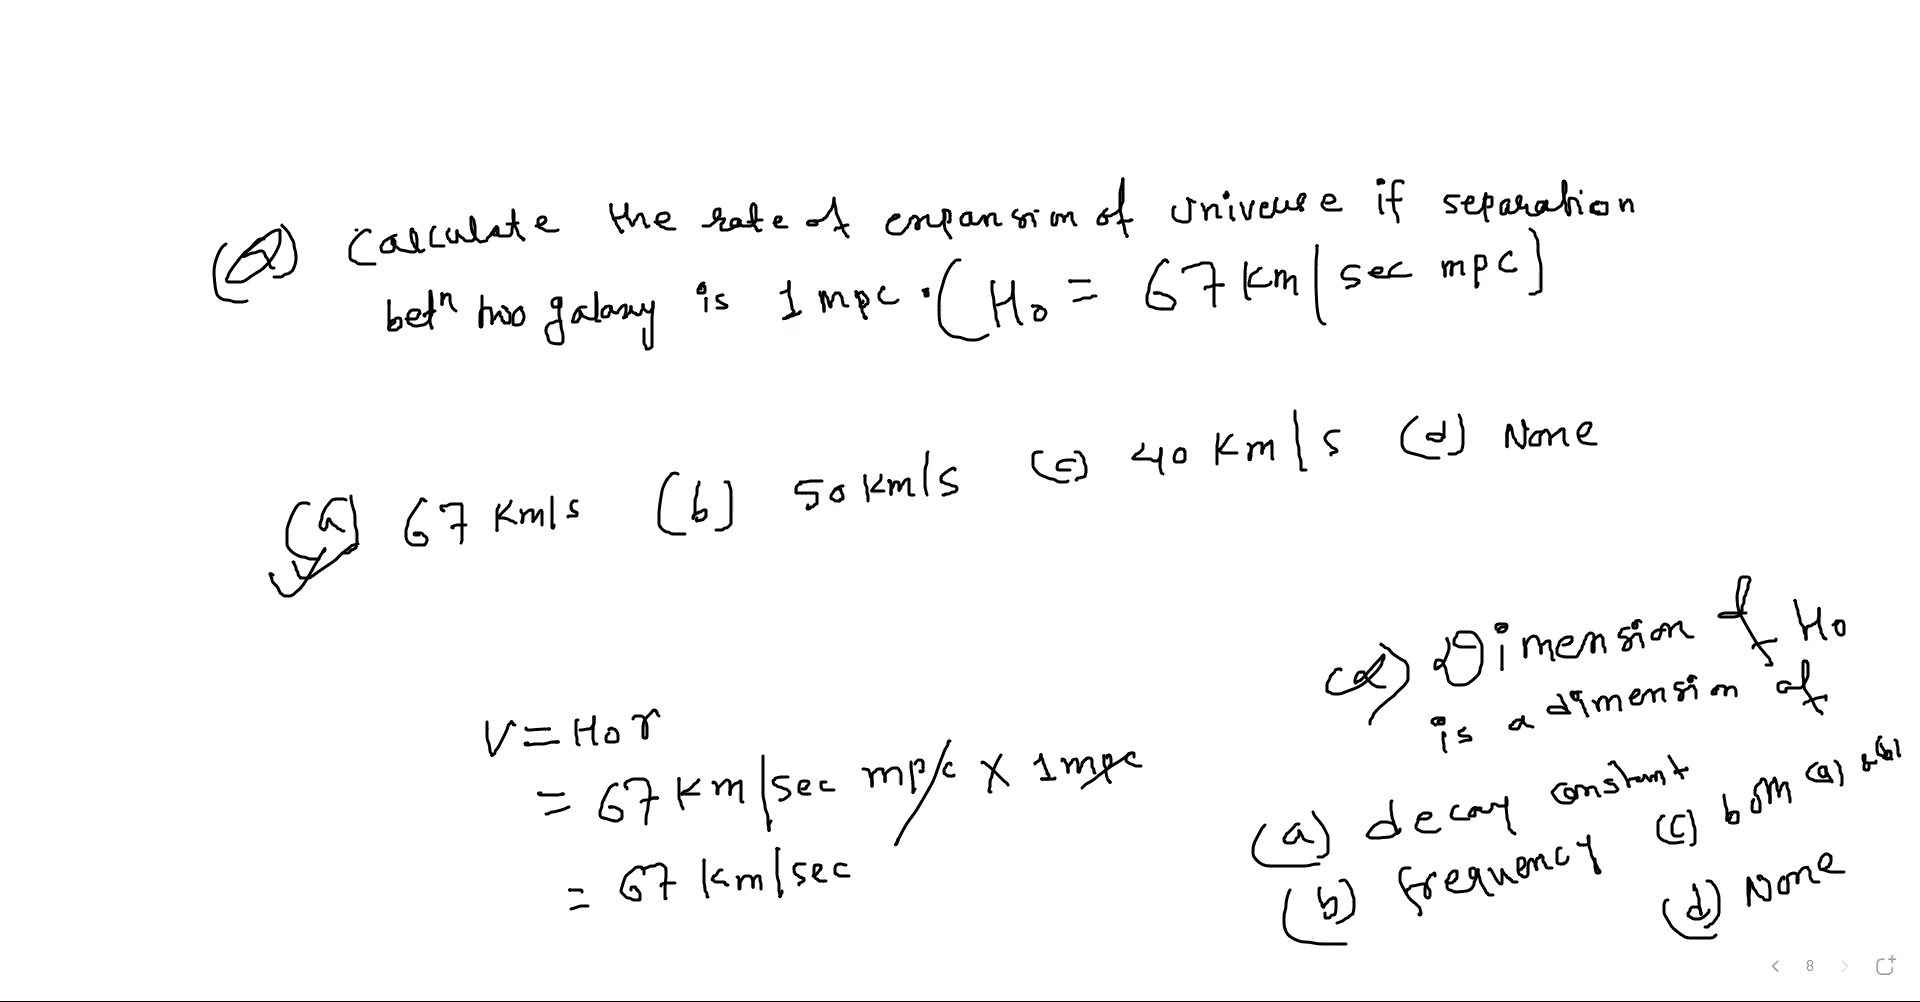 (Q) Calculate the rate of expansion of universe if separation
betn two galaxy is 1 mpc. (H0 = 67 km/sec mpc)
(a) 67 Km/s (b) 50 Km/s (c) 40 Km/s (d) None
V = H0 r
= 67 Km/sec mpc X 1 mpc
= 67 km/sec
(Q) Dimension of H0
is a dimension of
(a) decay constant
(b) frequency (c) both (a) & (b)
(d) None
8